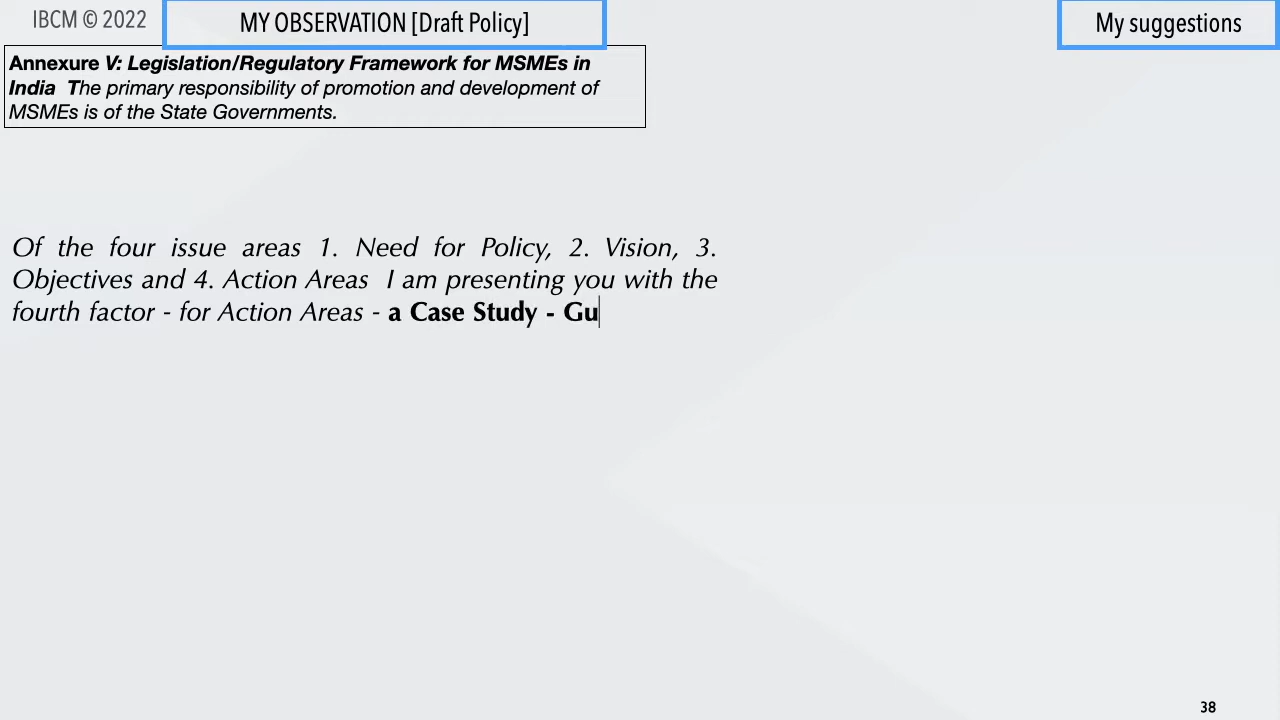 IBCM © 2022
MY OBSERVATION [Draft Policy]
My suggestions
Annexure V: Legislation/Regulatory Framework for MSMEs in
India The primary responsibility of promotion and development of
MSMEs is of the State Governments.
Of the four issue areas 1. Need for Policy, 2. Vision, 3.
Objectives and 4. Action Areas I am presenting you with the
fourth factor - for Action Areas - a Case Study - Gu
38